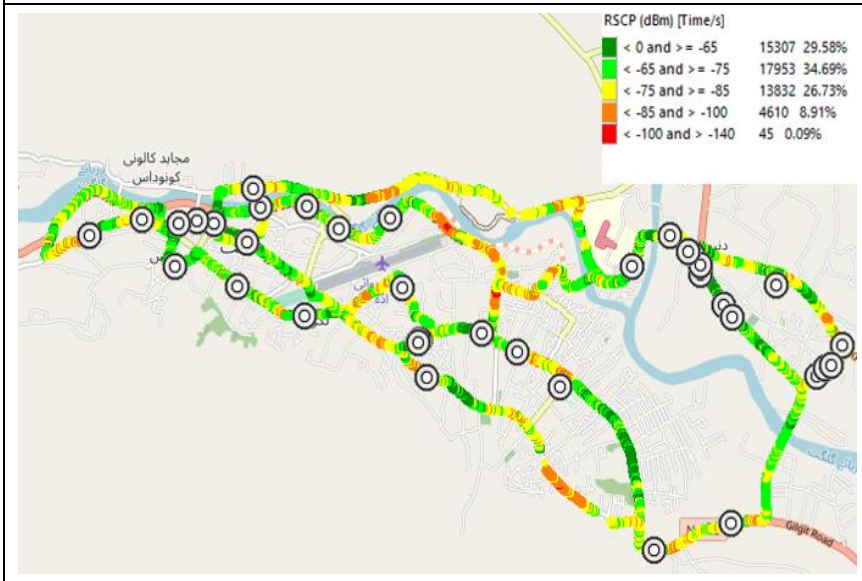 RSCP (dBm) [Time/s]
< 0 and >= -65 15307 29.58%
< -65 and >= -75 17953 34.69%
< -75 and >= -85 13832 26.73%
< -85 and > -100 4610 8.91%
< -100 and > -140 45 0.09%
مجاہد کالونی
کونوداس
Gilgit Road